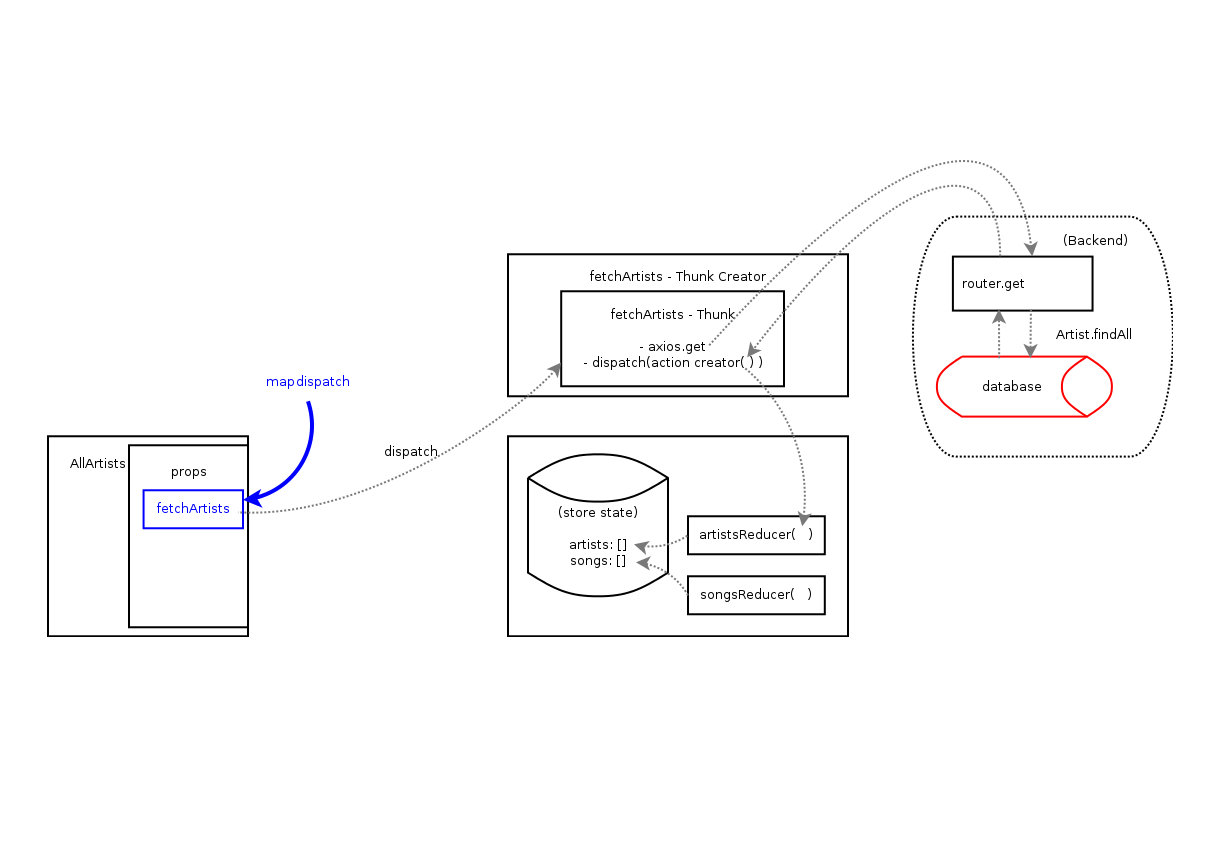 (Backend)
router.get
Artist.findAll
database
fetchArtists - Thunk Creator
fetchArtists - Thunk
- axios.get
- dispatch(action creator( ) )
mapdispatch
dispatch
AllArtists
props
fetchArtists
(store state)
artists: []
songs: []
artistsReducer(   )
songsReducer(   )